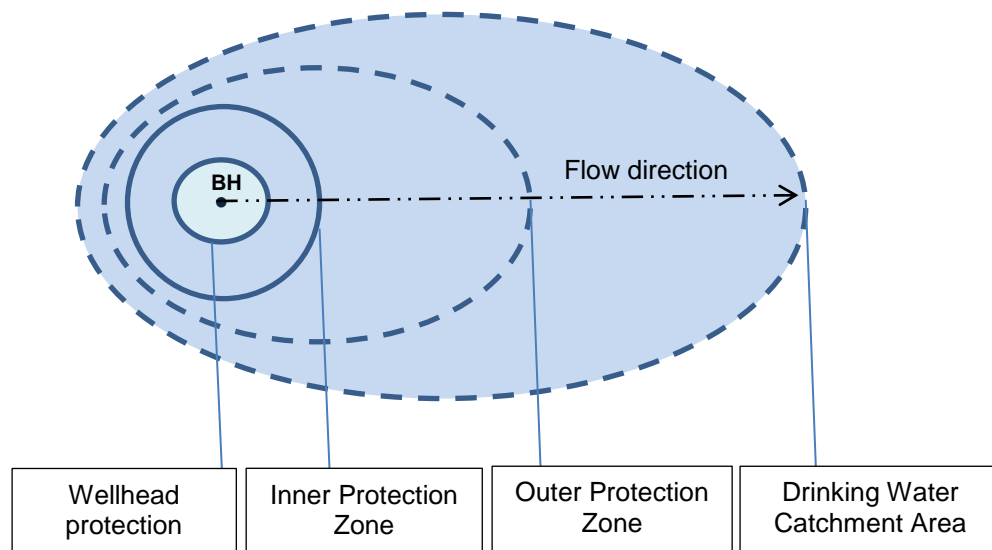 BH
Flow direction
Wellhead
protection
Inner Protection
Zone
Outer Protection
Zone
Drinking Water
Catchment Area